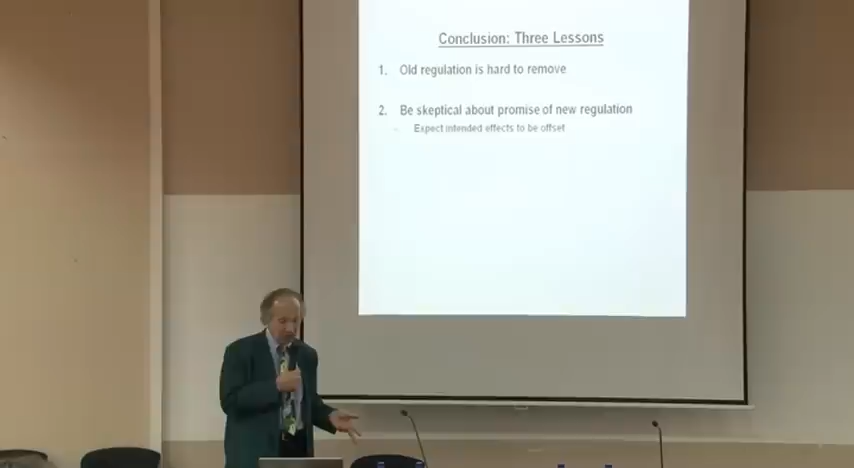 Conclusion: Three Lessons
1. Old regulation is hard to remove
2. Be skeptical about promise of new regulation
- Expect intended effects to be offset